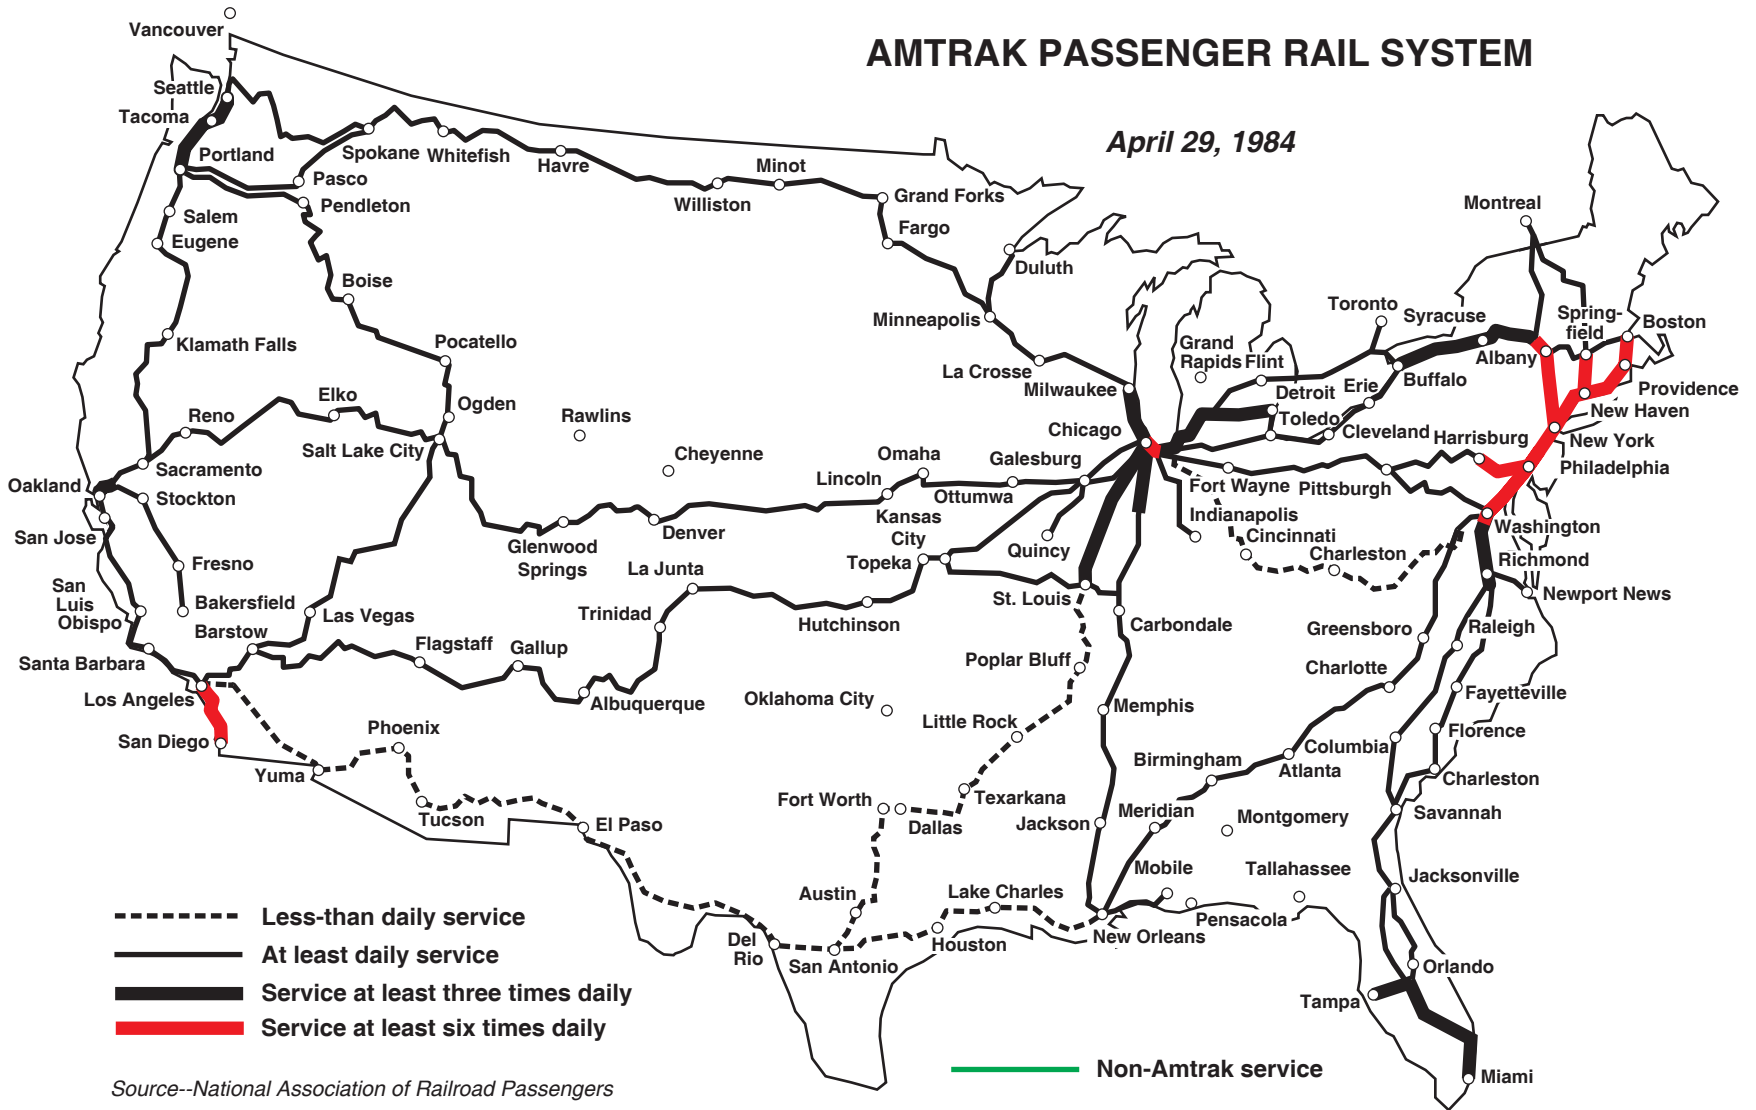 AMTRAK PASSENGER RAIL SYSTEM
April 29, 1984
Vancouver
Seattle
Tacoma
Portland
Spokane
Whitefish
Havre
Minot
Williston
Grand Forks
Fargo
Pasco
Pendleton
Salem
Eugene
Duluth
Montreal
Boise
Minneapolis
Toronto
Syracuse
Spring-
field
Boston
Klamath Falls
Pocatello
La Crosse
Milwaukee
Grand
Rapids
Flint
Detroit
Erie
Buffalo
Albany
Providence
Elko
Ogden
Reno
Rawlins
Salt Lake City
Chicago
Toledo
Cleveland
Harrisburg
New Haven
New York
Philadelphia
Sacramento
Oakland
Stockton
Cheyenne
Omaha
Lincoln
Galesburg
Ottumwa
Fort Wayne
Pittsburgh
San Jose
Glenwood
Springs
Denver
Kansas
City
Quincy
Indianapolis
Cincinnati
Charleston
Washington
Richmond
Fresno
La Junta
Topeka
St. Louis
Newport News
San
Luis
Obispo
Bakersfield
Las Vegas
Barstow
Trinidad
Hutchinson
Carbondale
Greensboro
Raleigh
Santa Barbara
Flagstaff
Gallup
Poplar Bluff
Charlotte
Los Angeles
Albuquerque
Oklahoma City
Memphis
Fayetteville
San Diego
Phoenix
Little Rock
Columbia
Florence
Yuma
Birmingham
Atlanta
Charleston
Tucson
El Paso
Fort Worth
Dallas
Texarkana
Jackson
Meridian
Montgomery
Savannah
Mobile
Tallahassee
Jacksonville
Austin
Lake Charles
Pensacola
Del
Rio
San Antonio
Houston
New Orleans
Orlando
Tampa
Miami
Less-than daily service
At least daily service
Service at least three times daily
Service at least six times daily
Non-Amtrak service
Source--National Association of Railroad Passengers